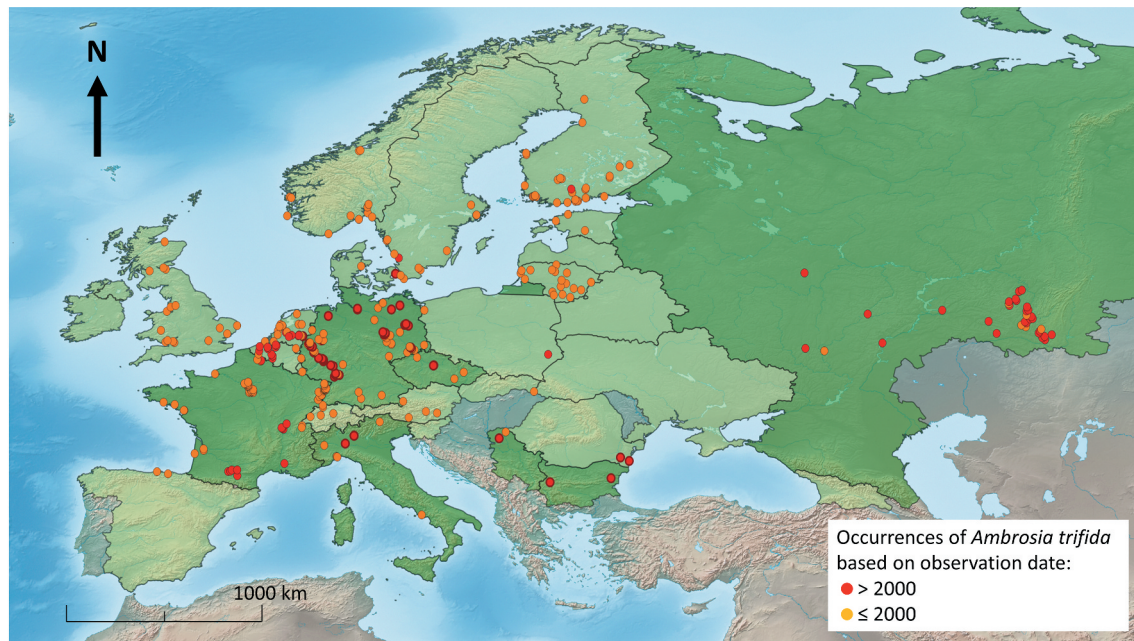 N
1000 km
Occurrences of Ambrosia trifida
based on observation date:
> 2000
≤ 2000